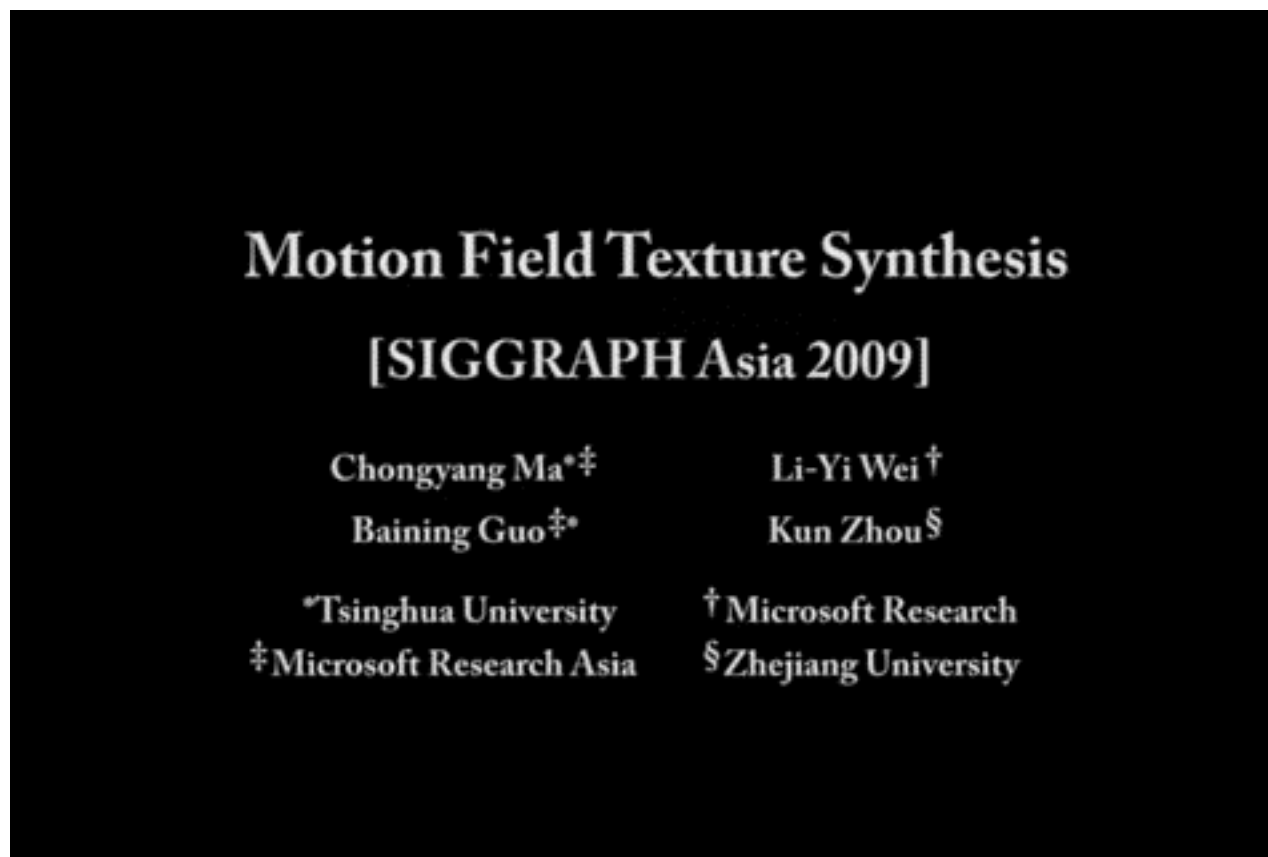 Motion Field Texture Synthesis
[SIGGRAPH Asia 2009]
Chongyang Ma*‡ Li-Yi Wei†
Baining Guo‡* Kun Zhou§
*Tsinghua University †Microsoft Research
‡Microsoft Research Asia §Zhejiang University